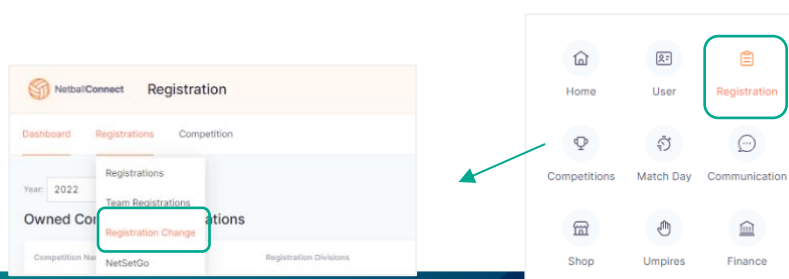 NetballConnect Registration
Dashboard Registrations Competition
Registrations
Year: 2022
Team Registrations
Owned Co ations
Registration Change
Competition Na Registration Divisions
NetSetGo
Home User Registration
Competitions Match Day Communication
Shop Umpires Finance